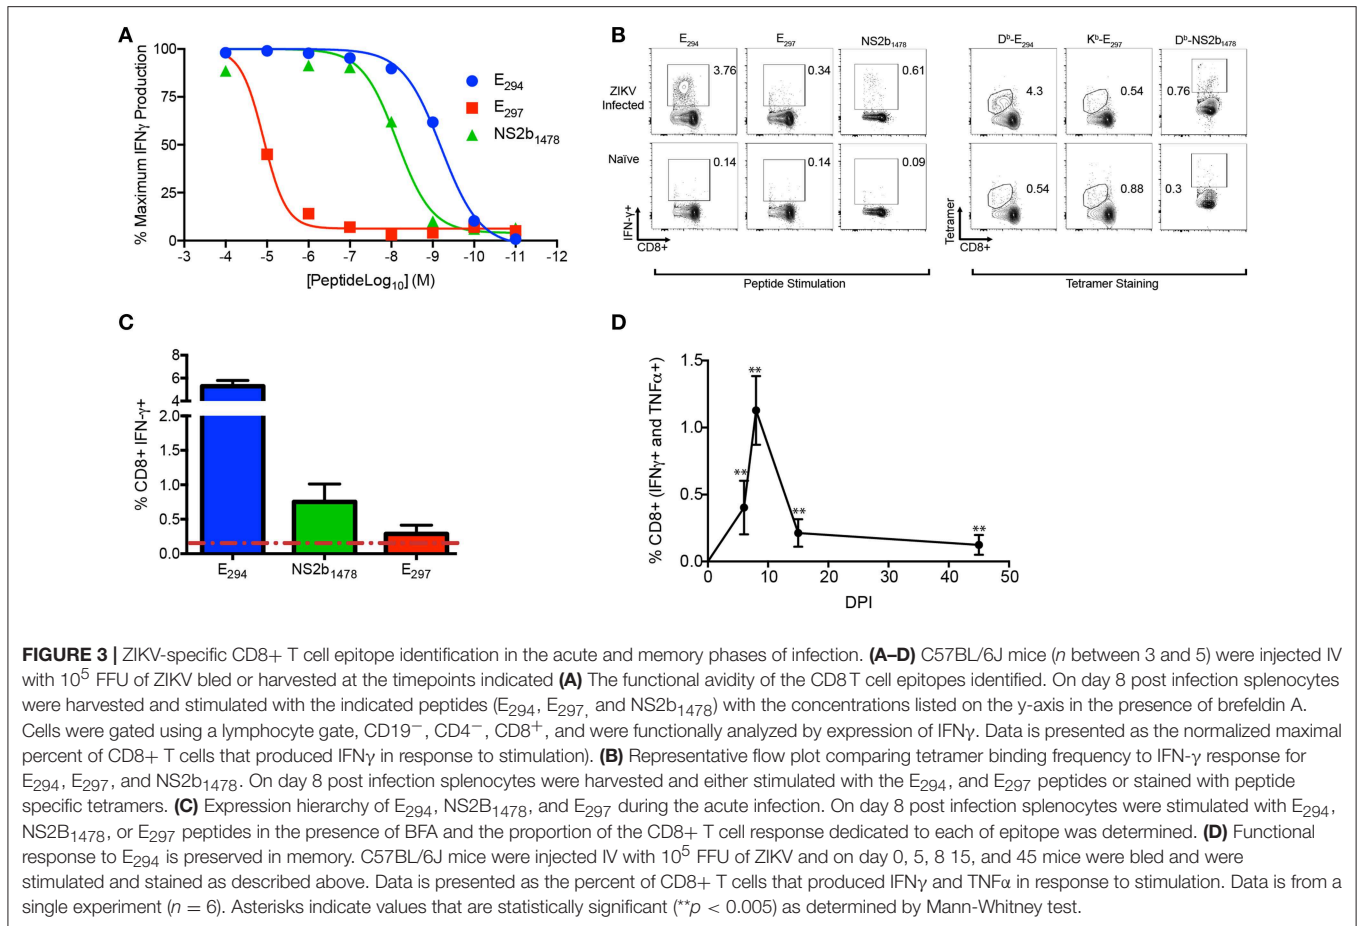 A
% Maximum IFNγ Production
100
75
50
25
0
-3 -4 -5 -6 -7 -8 -9 -10 -11 -12
[PeptideLog10] (M)
E294
E297
NS2b1478
B
E294 E297 NS2b1478
ZIKV
Infected
3.76 0.34 0.61
Naïve
0.14 0.14 0.09
IFN-γ+
CD8+
Peptide Stimulation
Db-E294 Kb-E297 Db-NS2b1478
4.3 0.54 0.76
0.54 0.88 0.3
Tetramer
CD8+
Tetramer Staining
C
% CD8+ IFN-γ+
8
6
4
2.0
1.5
1.0
0.5
0.0
E294 NS2b1478 E297
D
% CD8+ (IFNγ+ and TNFα+)
1.5
1.0
0.5
0.0
** ** ** **
0 10 20 30 40 50
DPI
FIGURE 3 | ZIKV-specific CD8+ T cell epitope identification in the acute and memory phases of infection. (A–D) C57BL/6J mice (n between 3 and 5) were injected IV
with 10^5 FFU of ZIKV bled or harvested at the timepoints indicated (A) The functional avidity of the CD8 T cell epitopes identified. On day 8 post infection splenocytes
were harvested and stimulated with the indicated peptides (E294, E297, and NS2b1478) with the concentrations listed on the y-axis in the presence of brefeldin A.
Cells were gated using a lymphocyte gate, CD19−, CD4−, CD8+, and were functionally analyzed by expression of IFNγ. Data is presented as the normalized maximal
percent of CD8+ T cells that produced IFNγ in response to stimulation). (B) Representative flow plot comparing tetramer binding frequency to IFN-γ response for
E294, E297, and NS2b1478. On day 8 post infection splenocytes were harvested and either stimulated with the E294, and E297 peptides or stained with peptide
specific tetramers. (C) Expression hierarchy of E294, NS2B1478, and E297 during the acute infection. On day 8 post infection splenocytes were stimulated with E294,
NS2B1478, or E297 peptides in the presence of BFA and the proportion of the CD8+ T cell response dedicated to each of epitope was determined. (D) Functional
response to E294 is preserved in memory. C57BL/6J mice were injected IV with 10^5 FFU of ZIKV and on day 0, 5, 8 15, and 45 mice were bled and were
stimulated and stained as described above. Data is presented as the percent of CD8+ T cells that produced IFNγ and TNFα in response to stimulation. Data is from a
single experiment (n = 6). Asterisks indicate values that are statistically significant (**p < 0.005) as determined by Mann-Whitney test.